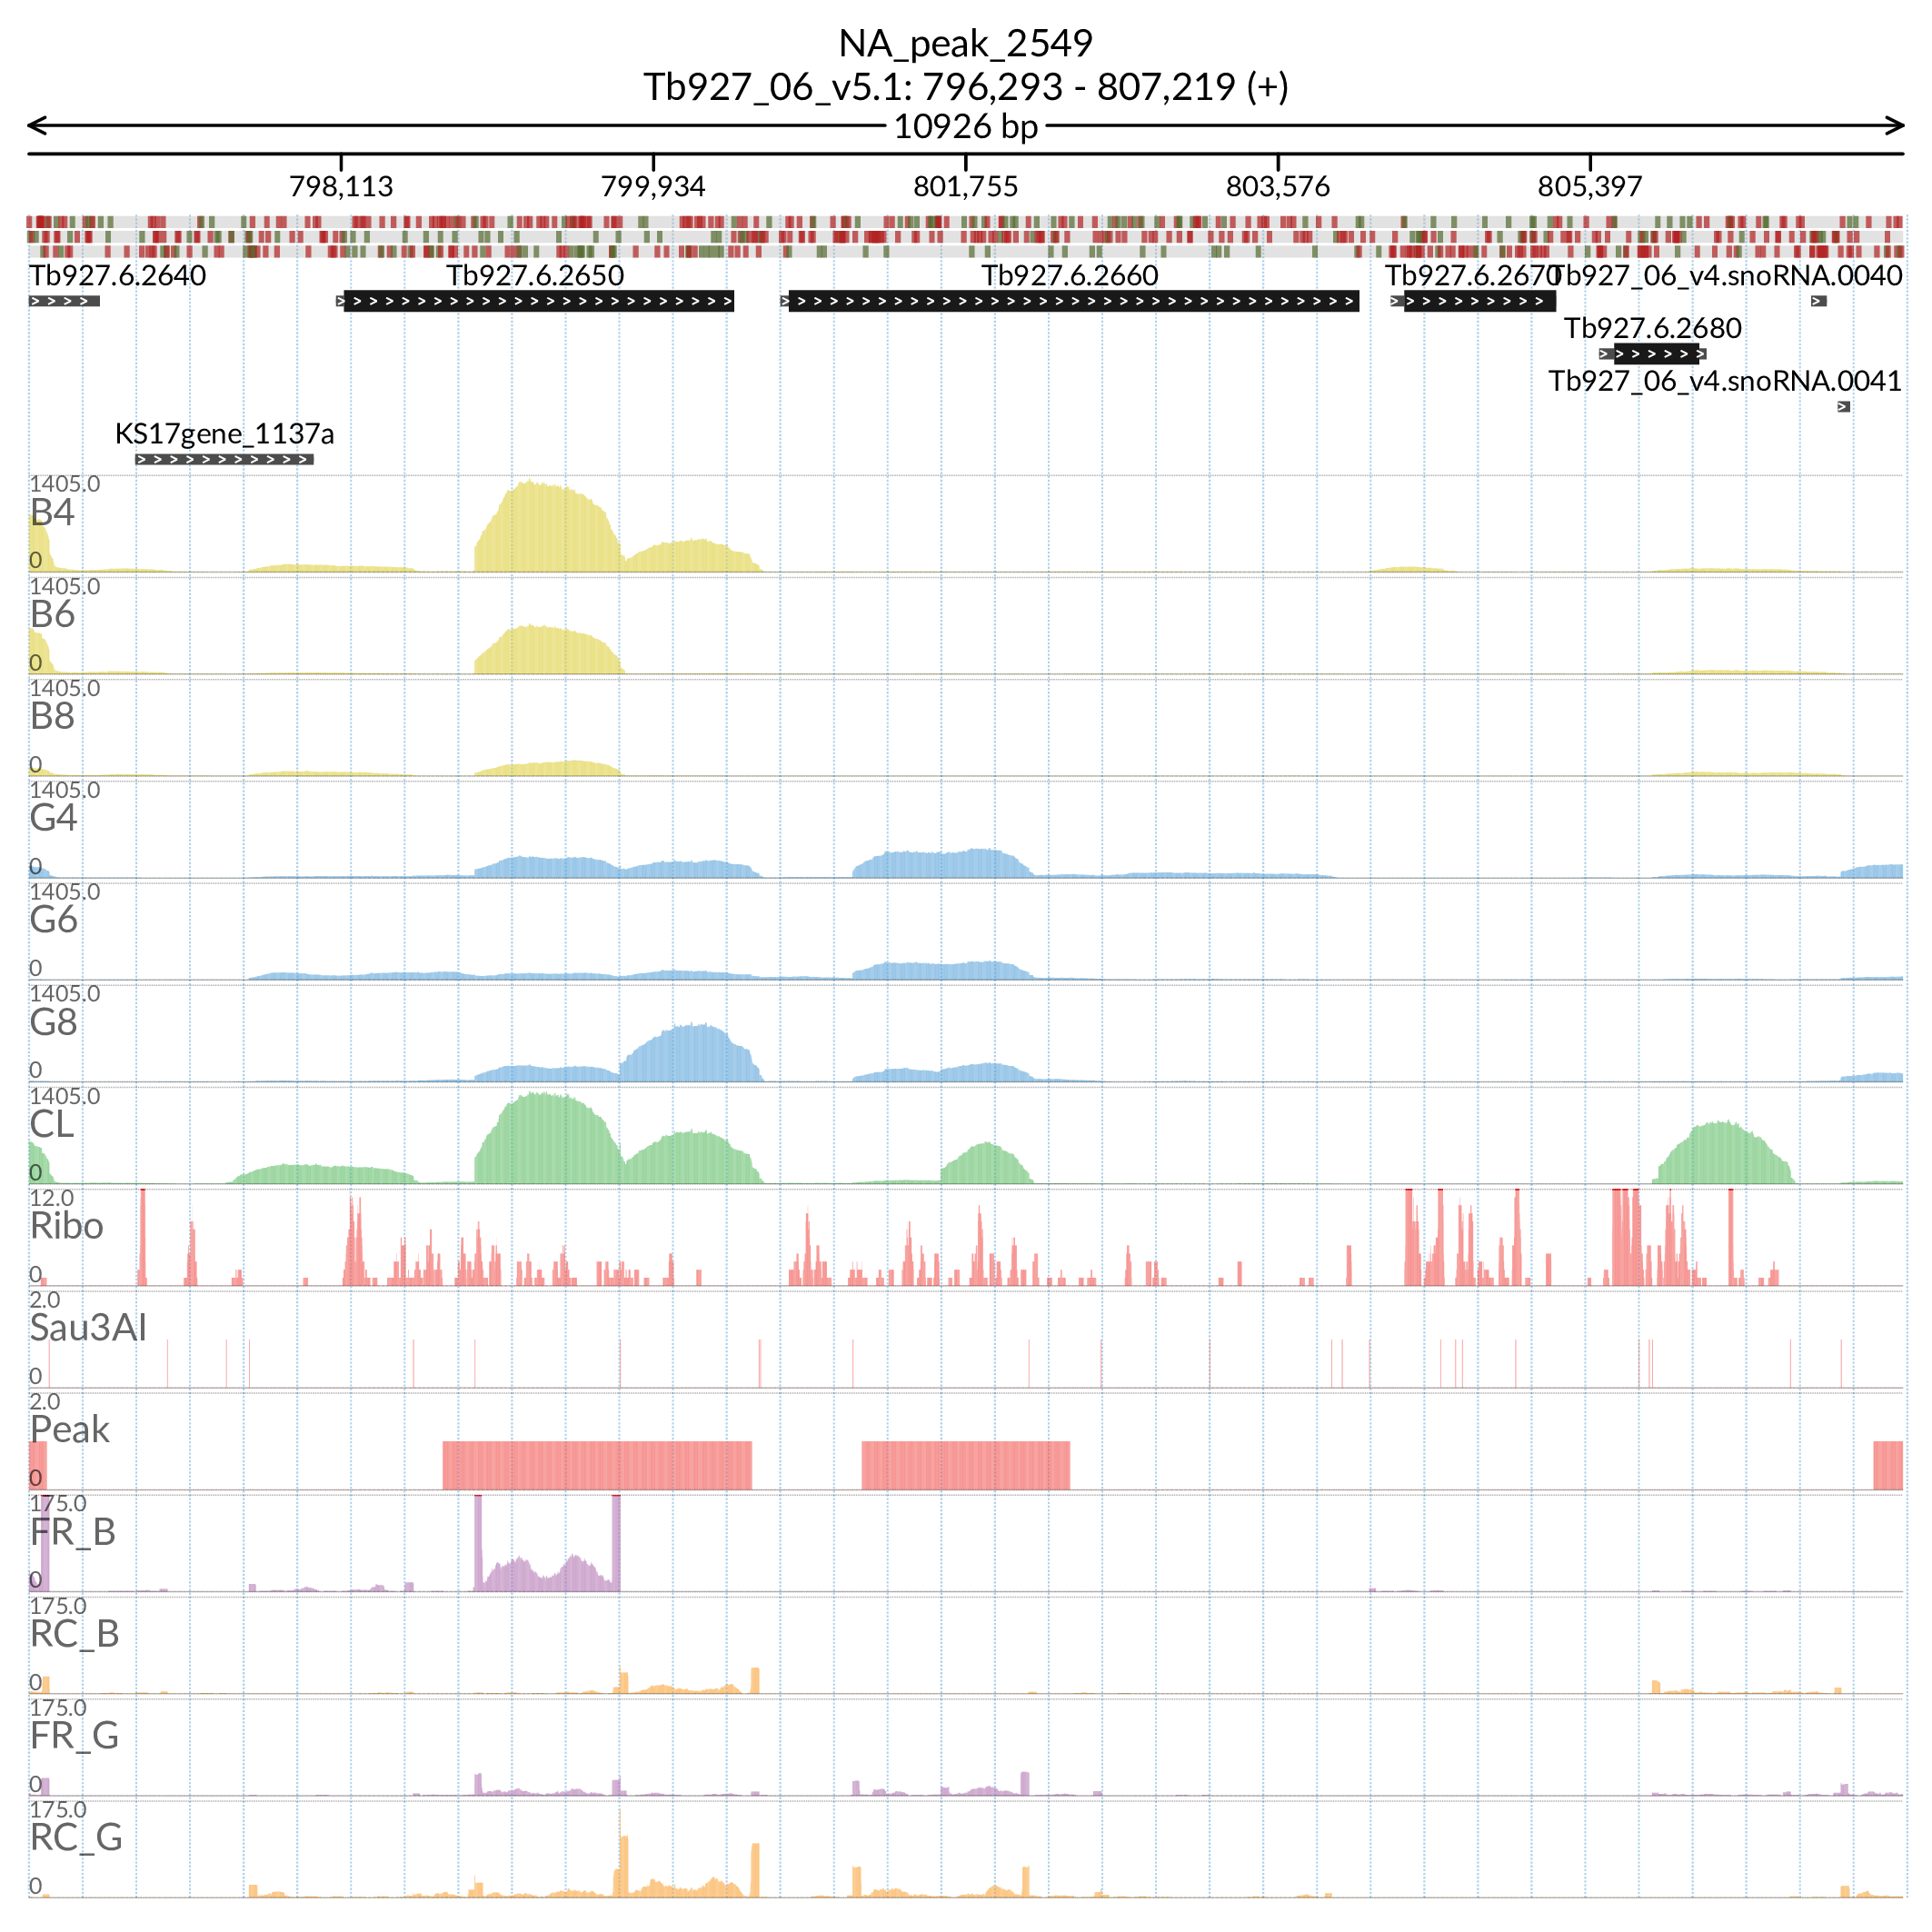 NA_peak_2549
Tb927_06_v5.1: 796,293 - 807,219 (+)
10926 bp
798,113 799,934 801,755 803,576 805,397
Tb927.6.2640 Tb927.6.2650 Tb927.6.2660 Tb927.6.2670 Tb927_06_v4.snoRNA.0040
Tb927.6.2680
Tb927_06_v4.snoRNA.0041
KS17gene_1137a
1405.0
B4
0
1405.0
B6
0
1405.0
B8
0
1405.0
G4
0
1405.0
G6
0
1405.0
G8
0
1405.0
CL
0
12.0
Ribo
0
2.0
Sau3AI
0
2.0
Peak
0
175.0
FR_B
0
175.0
RC_B
0
175.0
FR_G
0
175.0
RC_G
0